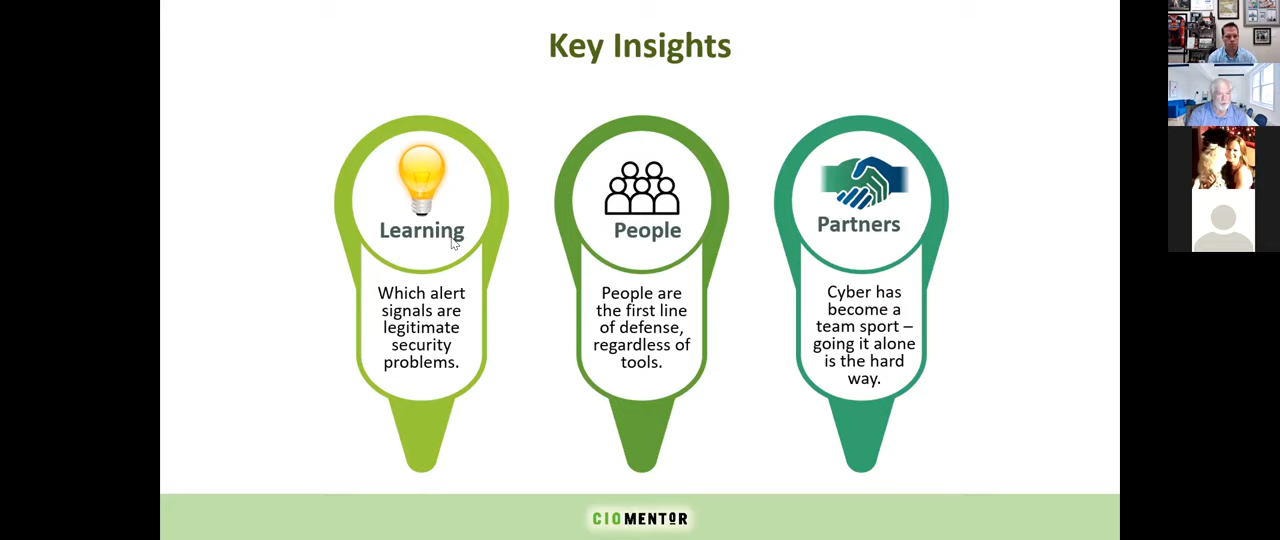 Key Insights
Learning
Which alert
signals are
legitimate
security
problems.
People
People are
the first line
of defense,
regardless of
tools.
Partners
Cyber has
become a
team sport –
going it alone
is the hard
way.
CIOMENTOR